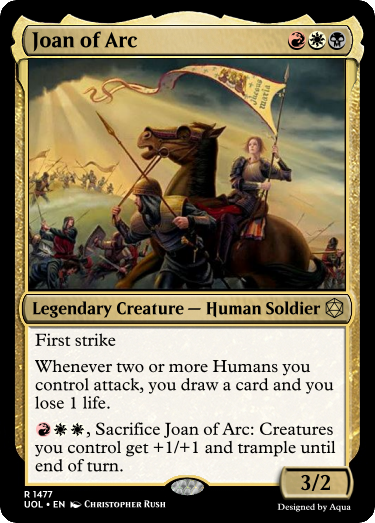 Joan of Arc
Jhesus
Maria
Legendary Creature — Human Soldier
First strike
Whenever two or more Humans you
control attack, you draw a card and you
lose 1 life.
, Sacrifice Joan of Arc: Creatures
you control get +1/+1 and trample until
end of turn.
3/2
R 1477
UOL • EN Christopher Rush
Designed by Aqua